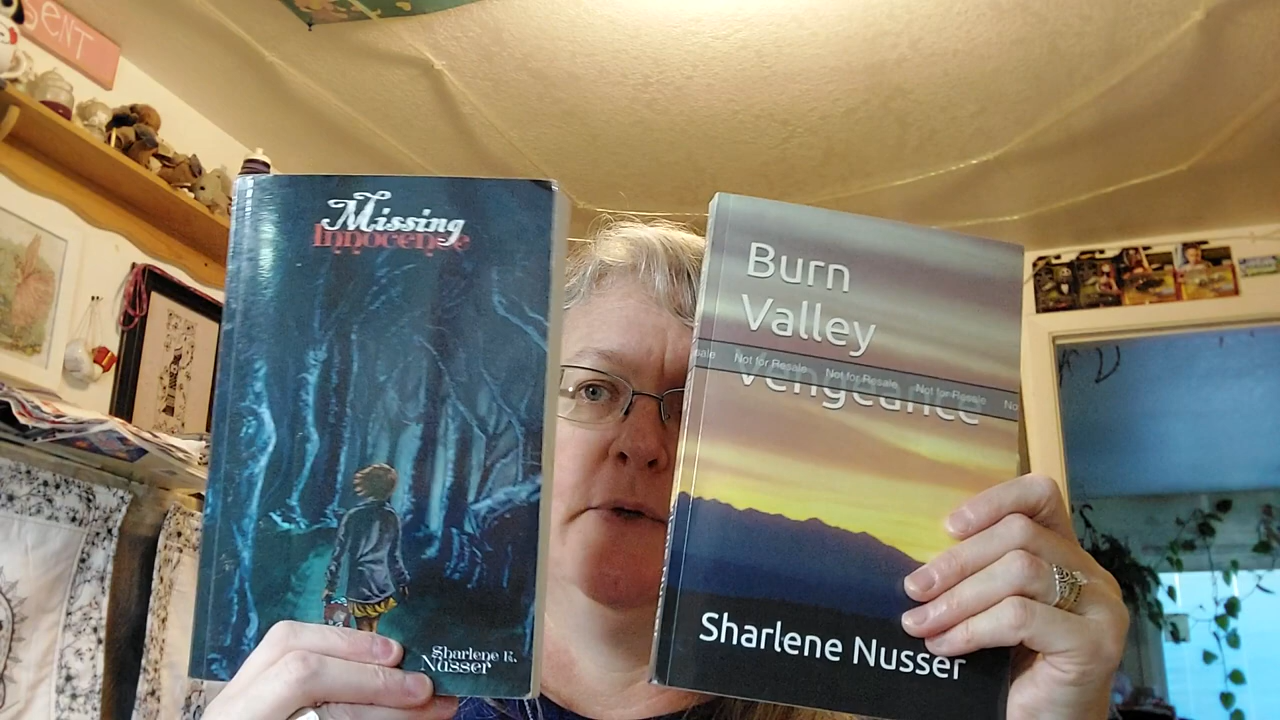 SENT
Missing
Innocence
Sharlene R.
Nusser
Burn
Valley
Not for Resale Not for Resale Not for Resale No
Vengeance
Sharlene Nusser